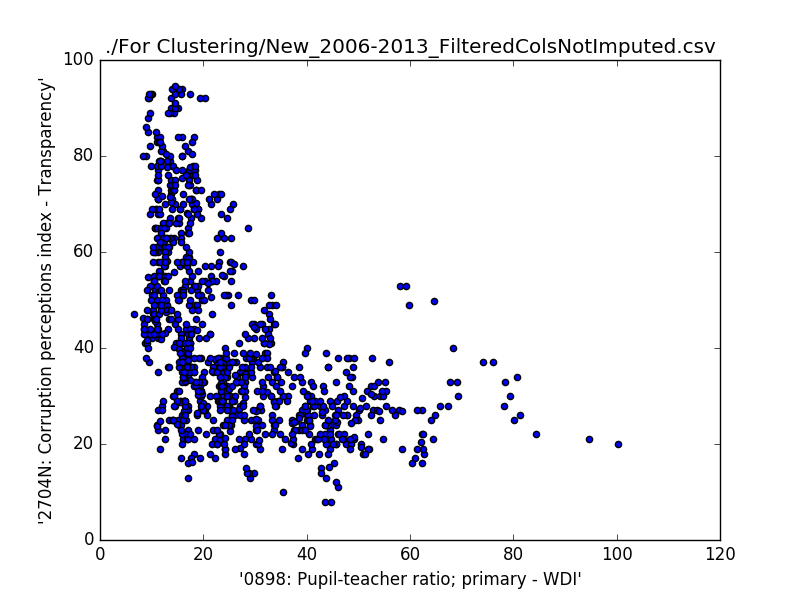 ./For Clustering/New_2006-2013_FilteredColsNotImputed.csv
'2704N: Corruption perceptions index - Transparency'
100
80
60
40
20
0
0 20 40 60 80 100 120
'0898: Pupil-teacher ratio; primary - WDI'